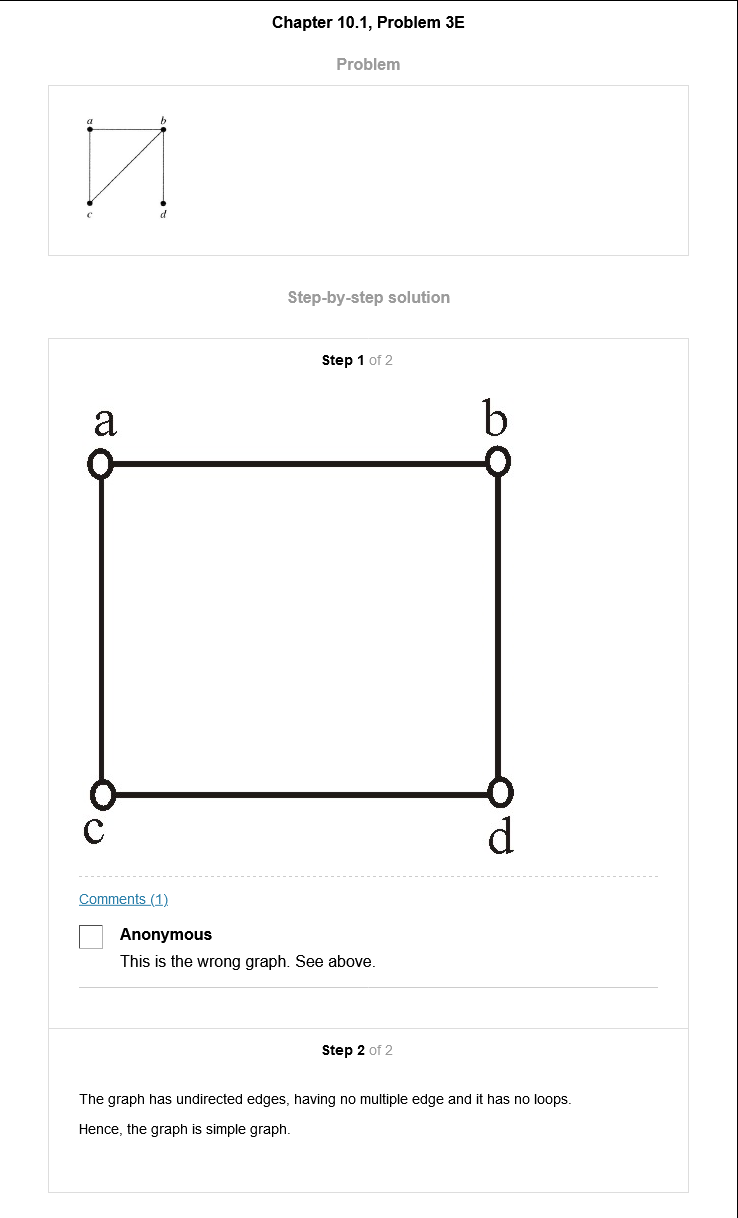 Chapter 10.1, Problem 3E
Problem
a b
c d
Step-by-step solution
Step 1 of 2
a b
c d
Comments (1)
Anonymous
This is the wrong graph. See above.
Step 2 of 2
The graph has undirected edges, having no multiple edge and it has no loops.
Hence, the graph is simple graph.